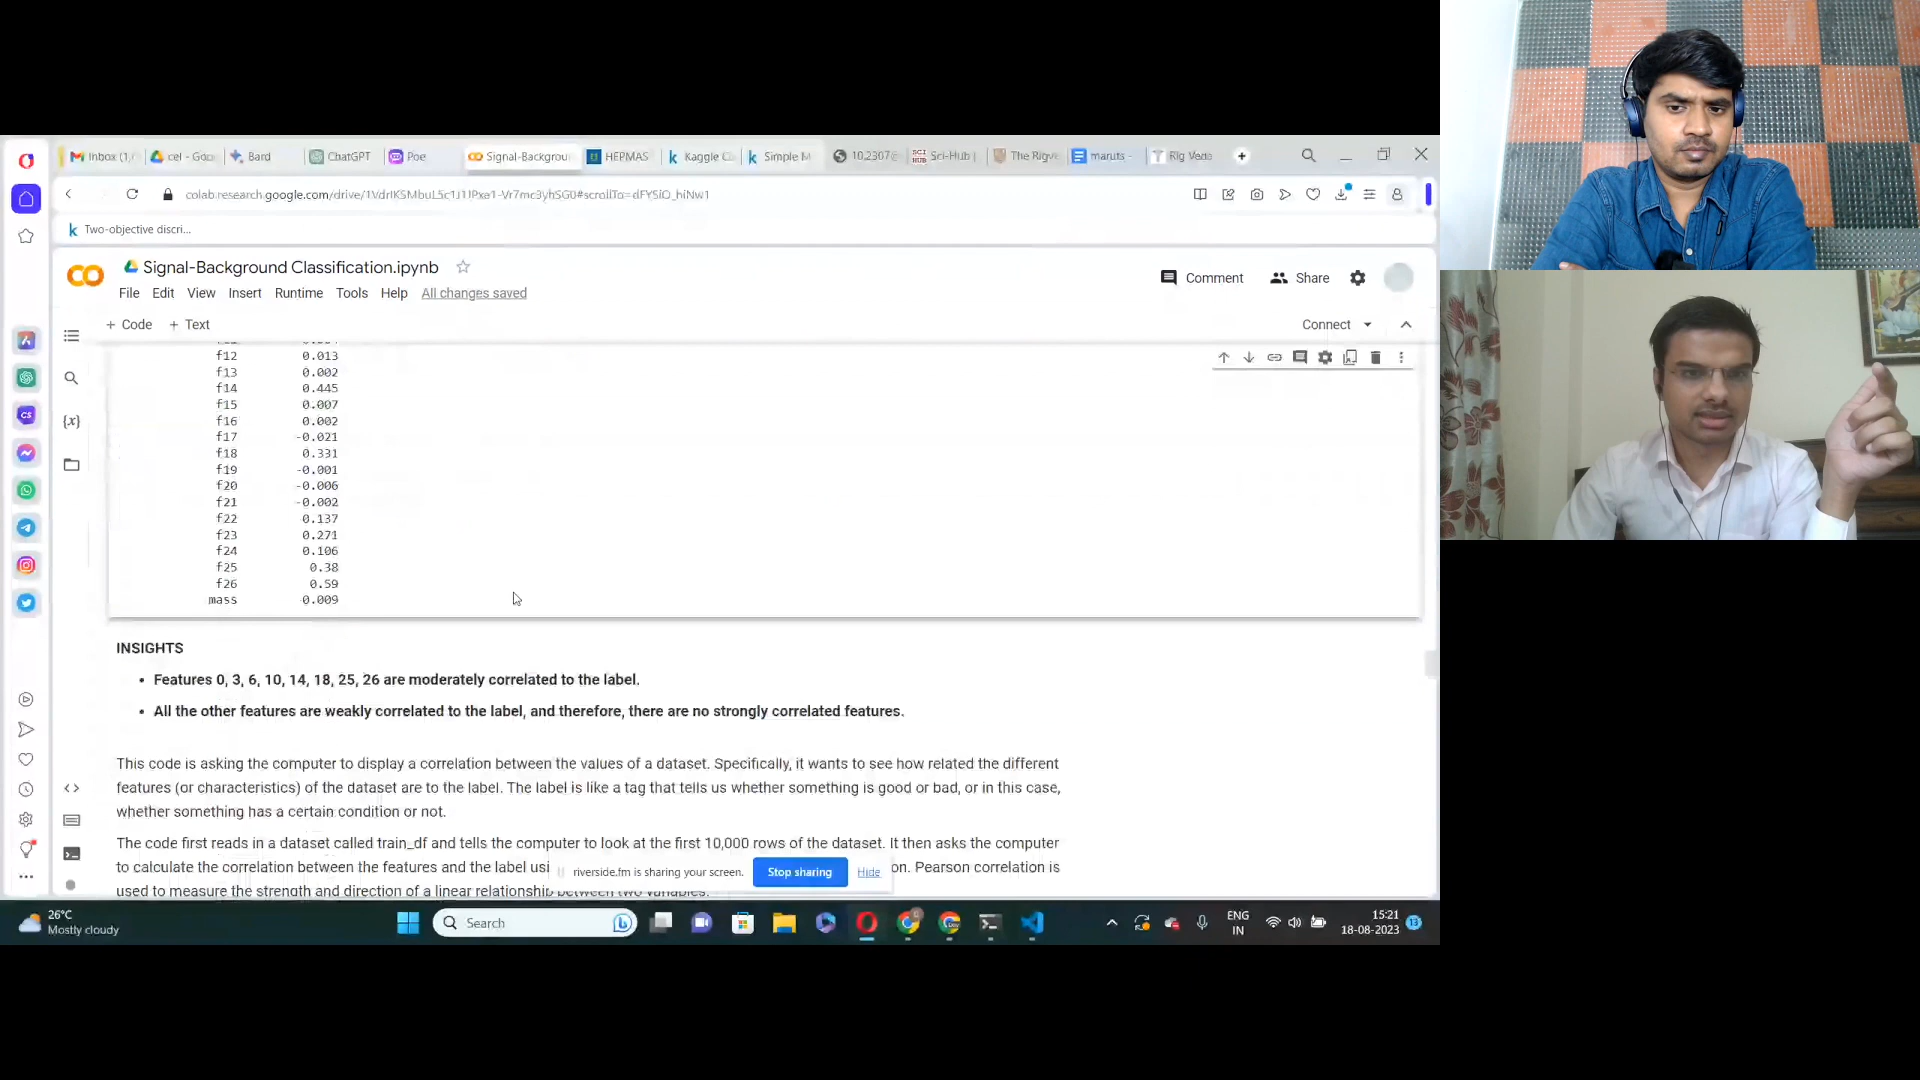 Inbox (1,
cel - Goo
Bard
ChatGPT
Poe
Signal-Backgrou
HEPMAS
Kaggle C
Simple M
10.2307
Sci-Hub
The Rigve
maruts -
Rig Veda
Two-objective discri...
Signal-Background Classification.ipynb
Comment
Share
File Edit View Insert Runtime Tools Help All changes saved
+ Code + Text
Connect
f12 0.013
f13 0.002
f14 0.445
f15 0.007
f16 0.002
f17 -0.021
f18 0.331
f19 -0.001
f20 -0.006
f21 -0.002
f22 0.137
f23 0.271
f24 0.106
f25 0.38
f26 0.59
mass 0.009
INSIGHTS
• Features 0, 3, 6, 10, 14, 18, 25, 26 are moderately correlated to the label.
• All the other features are weakly correlated to the label, and therefore, there are no strongly correlated features.
This code is asking the computer to display a correlation between the values of a dataset. Specifically, it wants to see how related the different
features (or characteristics) of the dataset are to the label. The label is like a tag that tells us whether something is good or bad, or in this case,
whether something has a certain condition or not.
The code first reads in a dataset called train_df and tells the computer to look at the first 10,000 rows of the dataset. It then asks the computer
to calculate the correlation between the features and the label usi
on. Pearson correlation is
used to measure the strength and direction of a linear relationship between two variables.
riverside.fm is sharing your screen.
Stop sharing
Hide
26°C
Mostly cloudy
Search
ENG
IN
15:21
18-08-2023
13